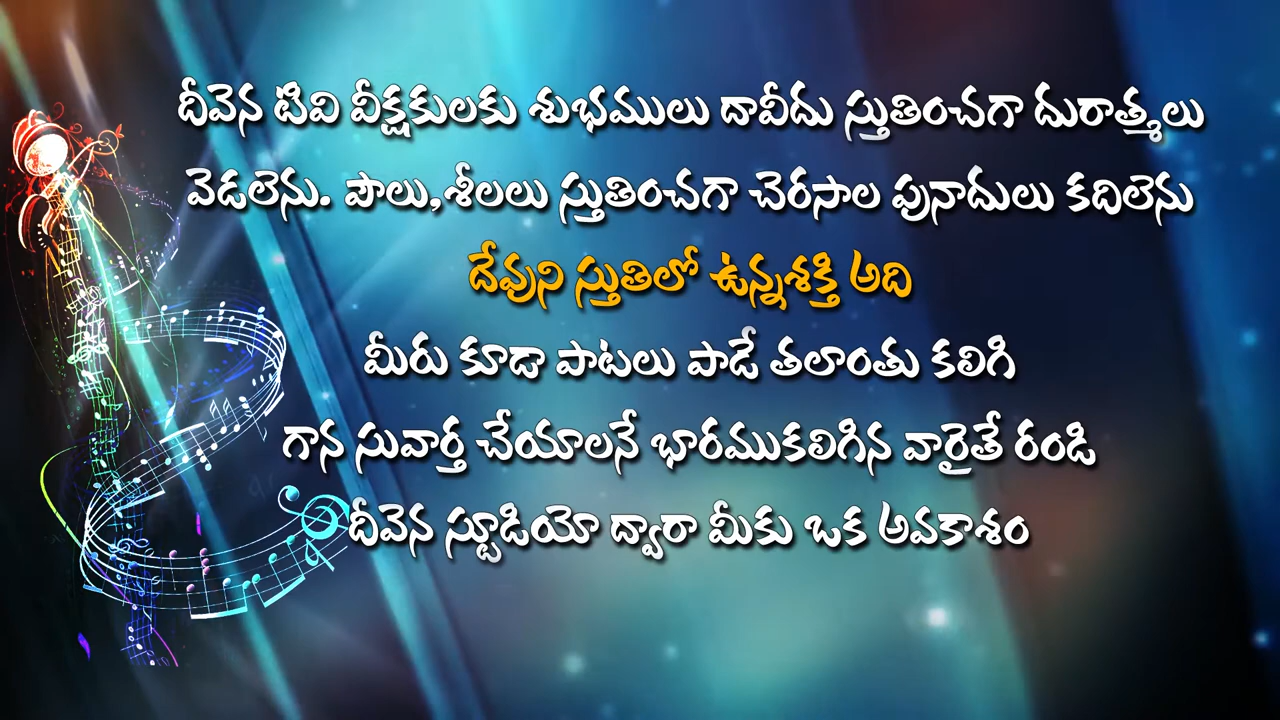 దీవెన టివి వీక్షకులకు శుభములు దావీదు స్తుతించగా దురాత్మలు
వెడలెను. పౌలు,శీలలు స్తుతించగా చెరసాల పునాదులు కదిలెను
దేవుని స్తుతిలో ఉన్నశక్తి అది
మీరు కూడా పాటలు పాడే తలాంతు కలిగి
గాన సువార్త చేయాలనే భారముకలిగిన వారైతే రండి
దీవెన స్టూడియో ద్వారా మీకు ఒక అవకాశం